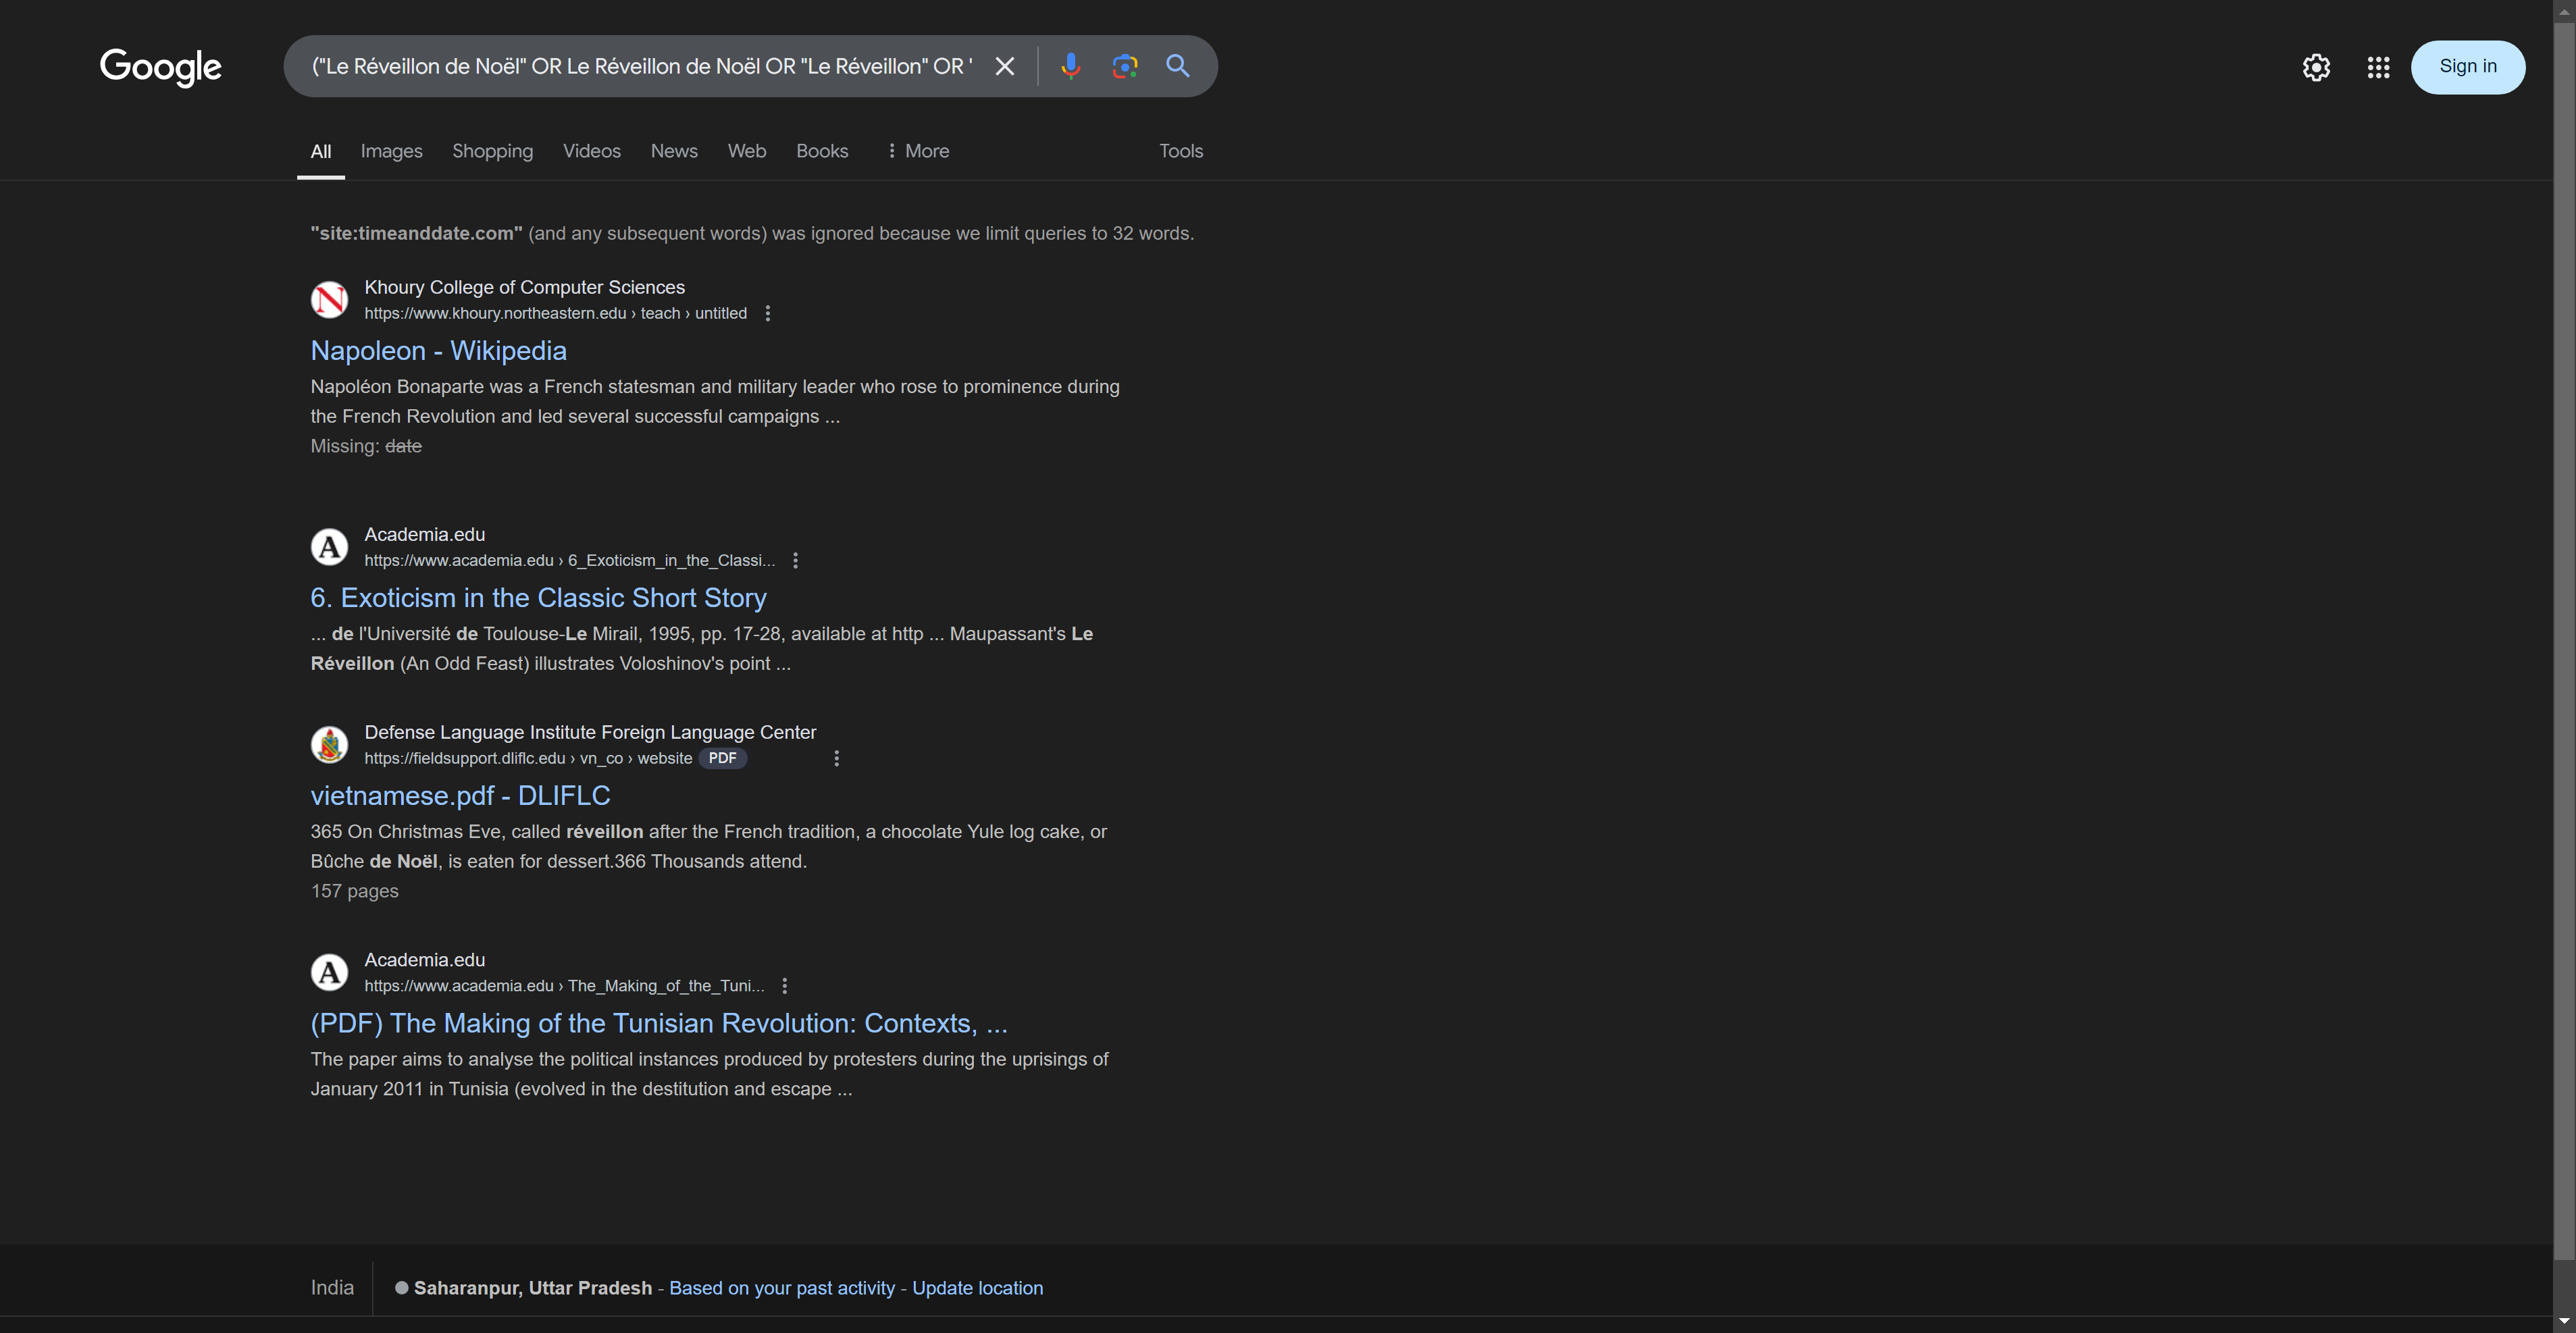 Google
("Le Réveillon de Noël" OR Le Réveillon de Noël OR "Le Réveillon" OR '
Sign in
All Images Shopping Videos News Web Books More Tools
"site:timeanddate.com" (and any subsequent words) was ignored because we limit queries to 32 words.
Khoury College of Computer Sciences
https://www.khoury.northeastern.edu › teach › untitled
Napoleon - Wikipedia
Napoléon Bonaparte was a French statesman and military leader who rose to prominence during
the French Revolution and led several successful campaigns ...
Missing: date
A
Academia.edu
https://www.academia.edu › 6_Exoticism_in_the_Classi...
6. Exoticism in the Classic Short Story
... de l'Université de Toulouse-Le Mirail, 1995, pp. 17-28, available at http ... Maupassant's Le
Réveillon (An Odd Feast) illustrates Voloshinov's point ...
Defense Language Institute Foreign Language Center
https://fieldsupport.dliflc.edu › vn_co › website PDF
vietnamese.pdf - DLIFLC
365 On Christmas Eve, called réveillon after the French tradition, a chocolate Yule log cake, or
Bûche de Noël, is eaten for dessert.366 Thousands attend.
157 pages
A
Academia.edu
https://www.academia.edu › The_Making_of_the_Tuni...
(PDF) The Making of the Tunisian Revolution: Contexts, ...
The paper aims to analyse the political instances produced by protesters during the uprisings of
January 2011 in Tunisia (evolved in the destitution and escape ...
India
Saharanpur, Uttar Pradesh - Based on your past activity - Update location